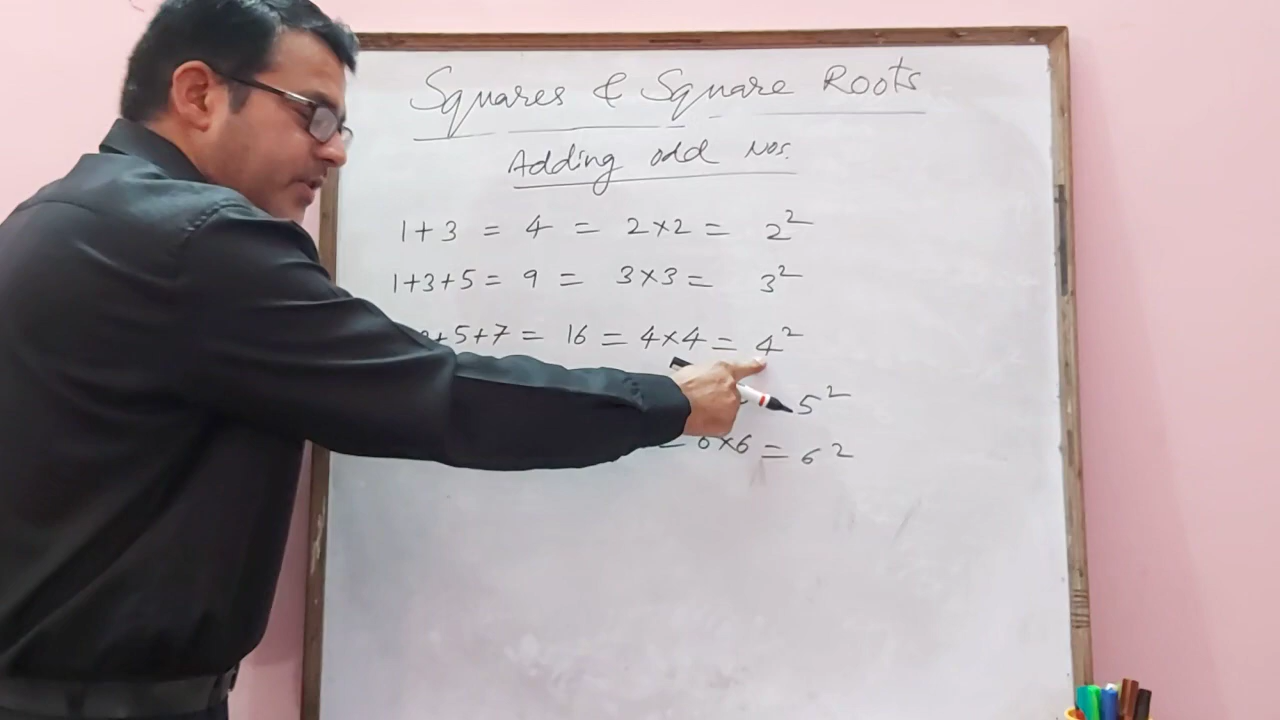 Squares & Square Roots
Adding odd Nos.
1+3 = 4 = 2×2 = 2²
1+3+5 = 9 = 3×3 = 3²
+5+7 = 16 = 4×4 = 4²
5²
= 6×6 = 6²